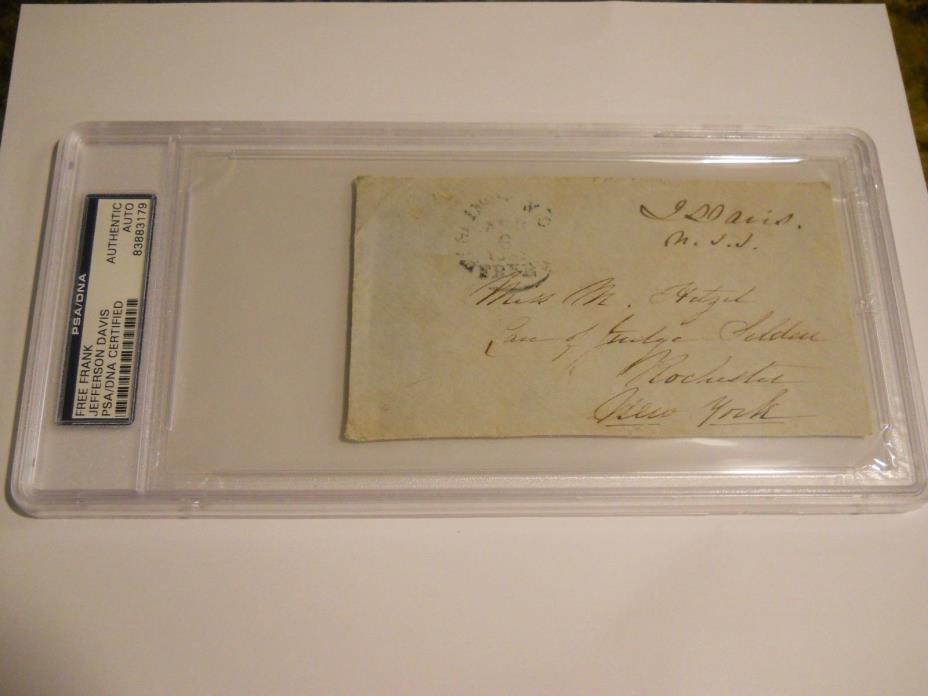 PSA/DNA
FREE FRANK
JEFFERSON DAVIS
PSA/DNA CERTIFIED
AUTHENTIC
AUTO
83883179
FREE
J Davis.
Miss M. Hetzel
Care of Judge Selden
Rochester
New York